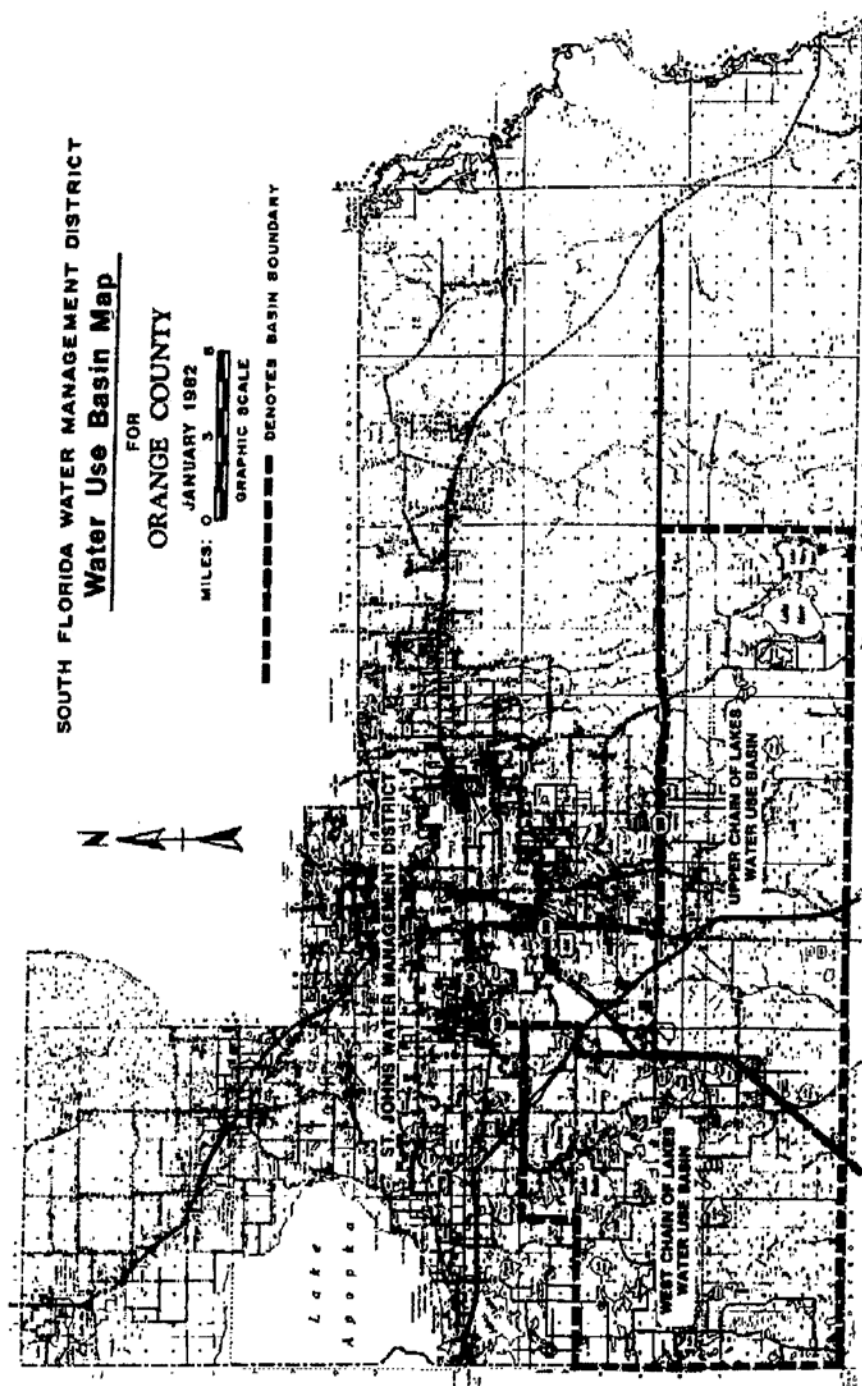 SOUTH FLORIDA WATER MANAGEMENT DISTRICT
Water Use Basin Map
FOR
ORANGE COUNTY
JANUARY 1982
MILES: 0 3 6
GRAPHIC SCALE
DENOTES BASIN BOUNDARY
N
ST. JOHNS WATER MANAGEMENT DISTRICT
Lake
Apopka
UPPER CHAIN OF LAKES
WATER USE BASIN
WEST CHAIN OF LAKES
WATER USE BASIN